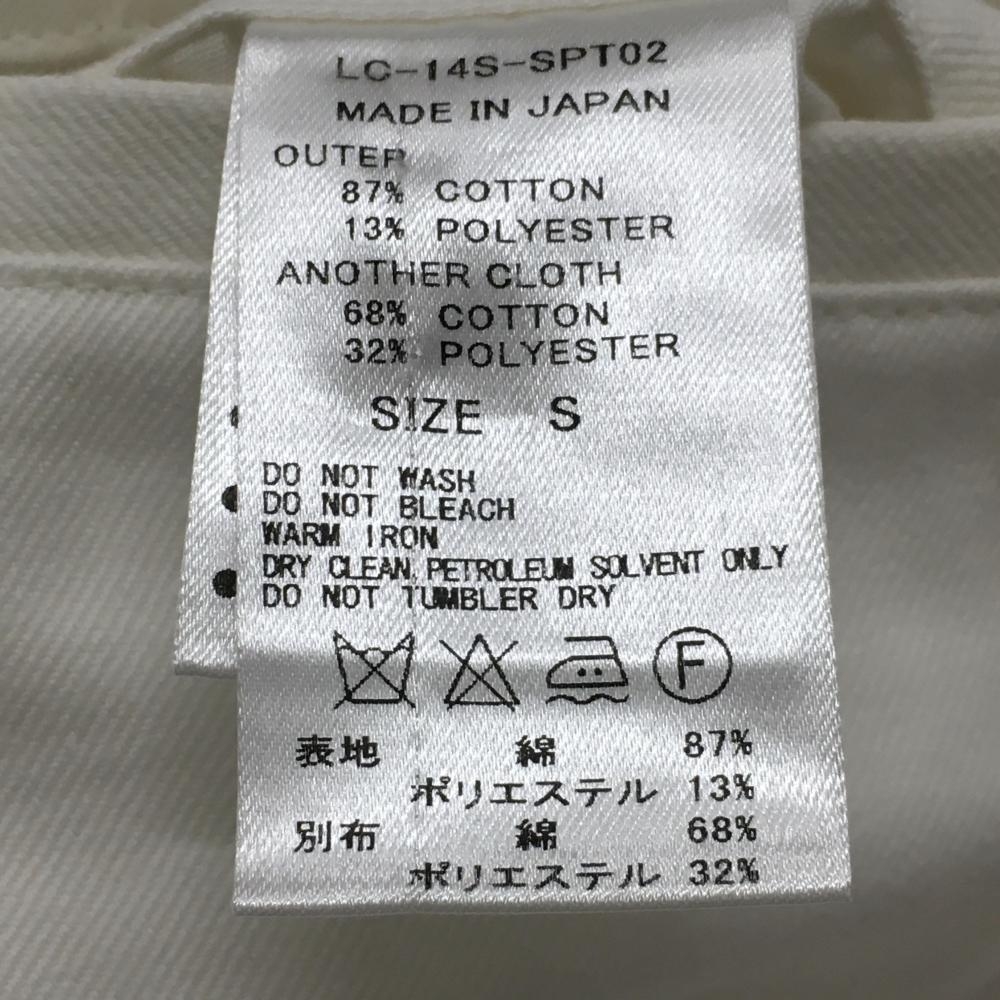 LC-14S-SPT02
MADE IN JAPAN
OUTER
87% COTTON
13% POLYESTER
ANOTHER CLOTH
68% COTTON
32% POLYESTER
SIZE S
DO NOT WASH
DO NOT BLEACH
WARM IRON
DRY CLEAN, PETROLEUM SOLVENT ONLY
DO NOT TUMBLER DRY
F
表地 綿 87%
ポリエステル 13%
別布 綿 68%
ポリエステル 32%